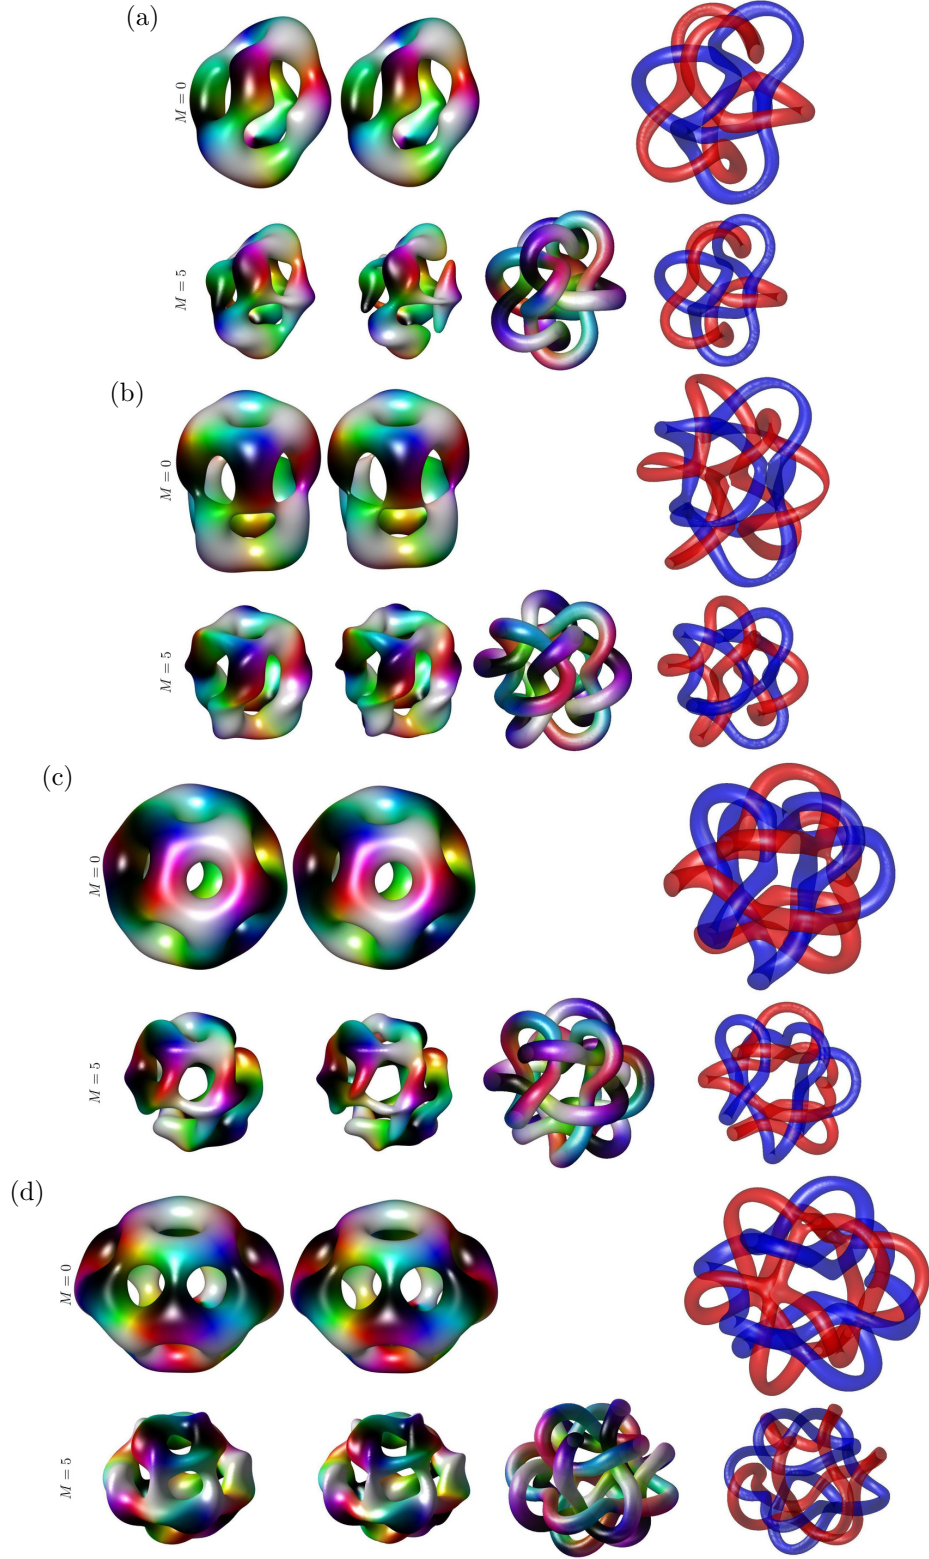 (a)
M = 0
M = 5
(b)
M = 0
M = 5
(c)
M = 0
M = 5
(d)
M = 0
M = 5